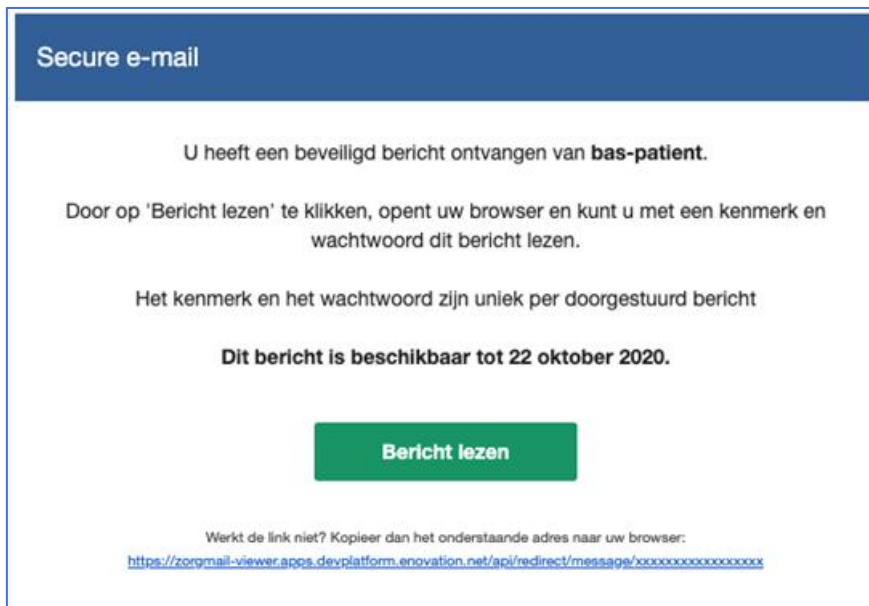 Secure e-mail
U heeft een beveiligd bericht ontvangen van bas-patient.
Door op 'Bericht lezen' te klikken, opent uw browser en kunt u met een kenmerk en
wachtwoord dit bericht lezen.
Het kenmerk en het wachtwoord zijn uniek per doorgestuurd bericht
Dit bericht is beschikbaar tot 22 oktober 2020.
Bericht lezen
Werkt de link niet? Kopieer dan het onderstaande adres naar uw browser:
https://zorgmail-viewer.apps.devplatform.enovation.net/api/redirect/message/xxxxxxxxxxxxxxxxx